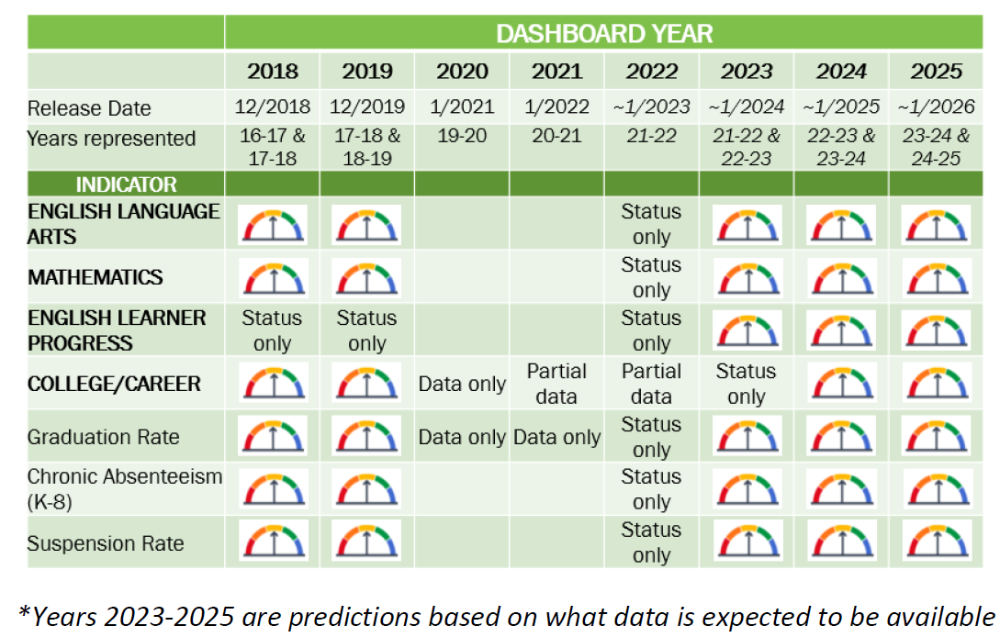 DASHBOARD YEAR
2018 2019 2020 2021 2022 2023 2024 2025
Release Date 12/2018 12/2019 1/2021 1/2022 ~1/2023 ~1/2024 ~1/2025 ~1/2026
Years represented 16-17 & 17-18 & 19-20 20-21 21-22 21-22 & 22-23 & 23-24 &
17-18 18-19 22-23 23-24 24-25
INDICATOR
ENGLISH LANGUAGE Status
ARTS only
MATHEMATICS Status
only
ENGLISH LEARNER Status Status Status
PROGRESS only only only
COLLEGE/CAREER Data only Partial Partial Status
data data only
Graduation Rate Data only Data only Status
only
Chronic Absenteeism Status
(K-8) only
Suspension Rate Status
only
*Years 2023-2025 are predictions based on what data is expected to be available